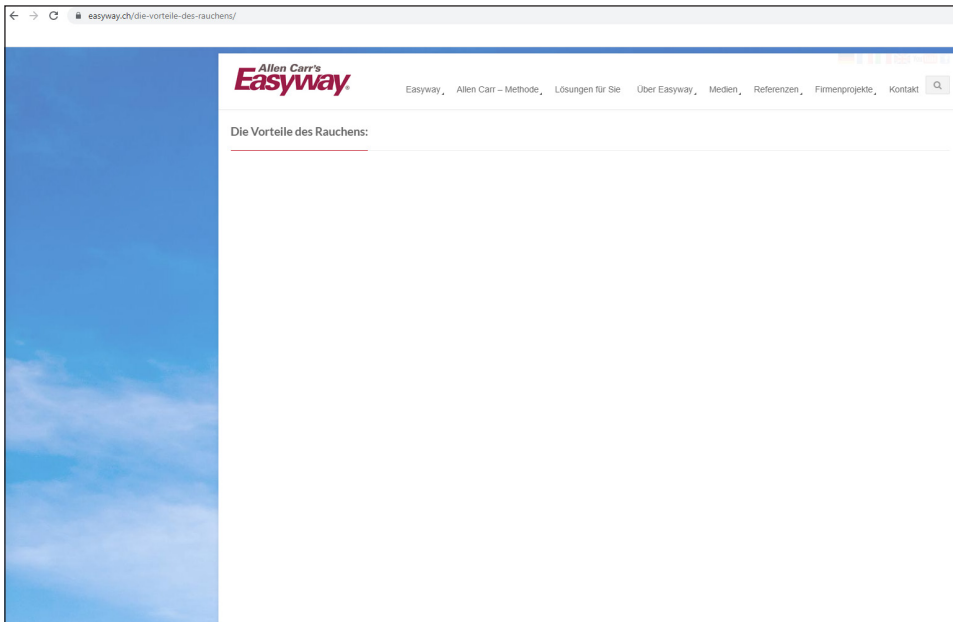 easyway.ch/die-vorteile-des-rauchens/
Allen Carr's
Easyway®
Easyway Allen Carr – Methode Lösungen für Sie Über Easyway Medien Referenzen Firmenprojekte Kontakt
Die Vorteile des Rauchens: